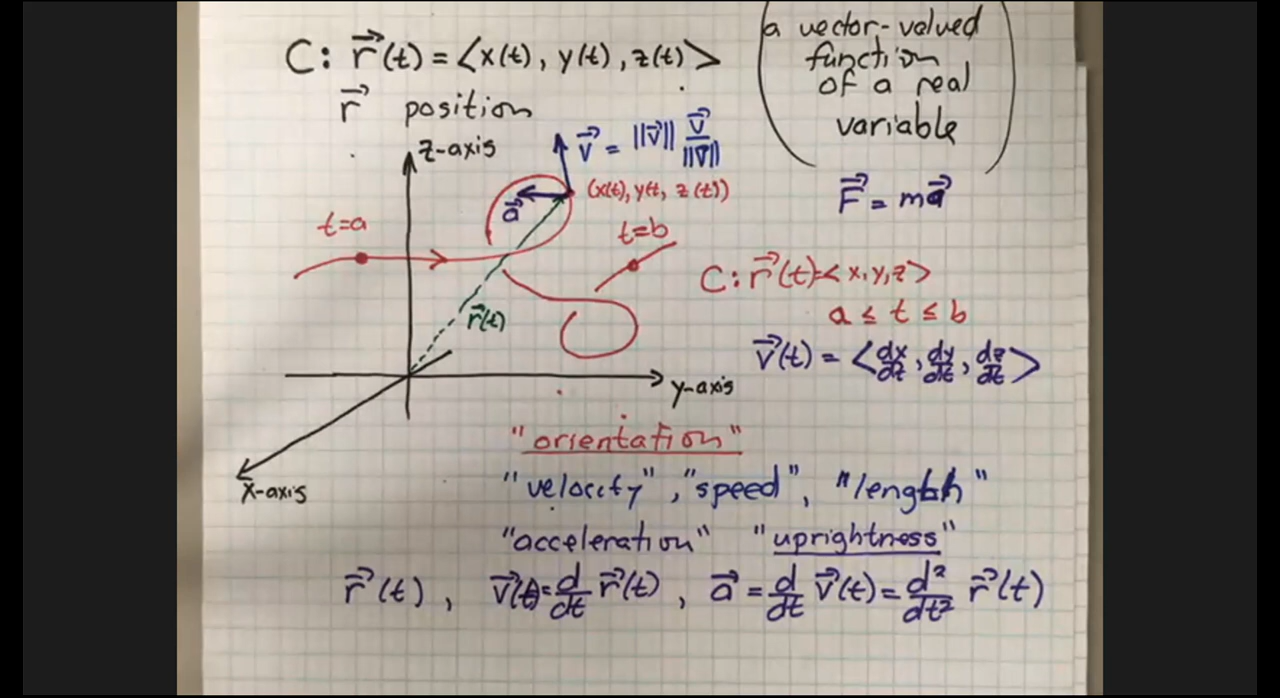 C: r⃗(t) = <x(t), y(t), z(t)>
a vector-valued
function
of a real
variable
r⃗ position
z-axis
v⃗ = ||v⃗|| v⃗/||v⃗||
(x(t), y(t, z(t))
a⃗
F⃗ = ma⃗
t=a
t=b
C: r⃗(t)=<x,y,z>
a ≤ t ≤ b
r⃗(t)
v⃗(t) = <dx/dz, dy/dt, dz/dt>
y-axis
"orientation"
x-axis
"velocity", "speed", "length"
"acceleration" "uprightness"
r⃗(t), v⃗(t)=d/dt r⃗(t), a⃗ = d/dt v⃗(t) = d²/dt² r⃗(t)